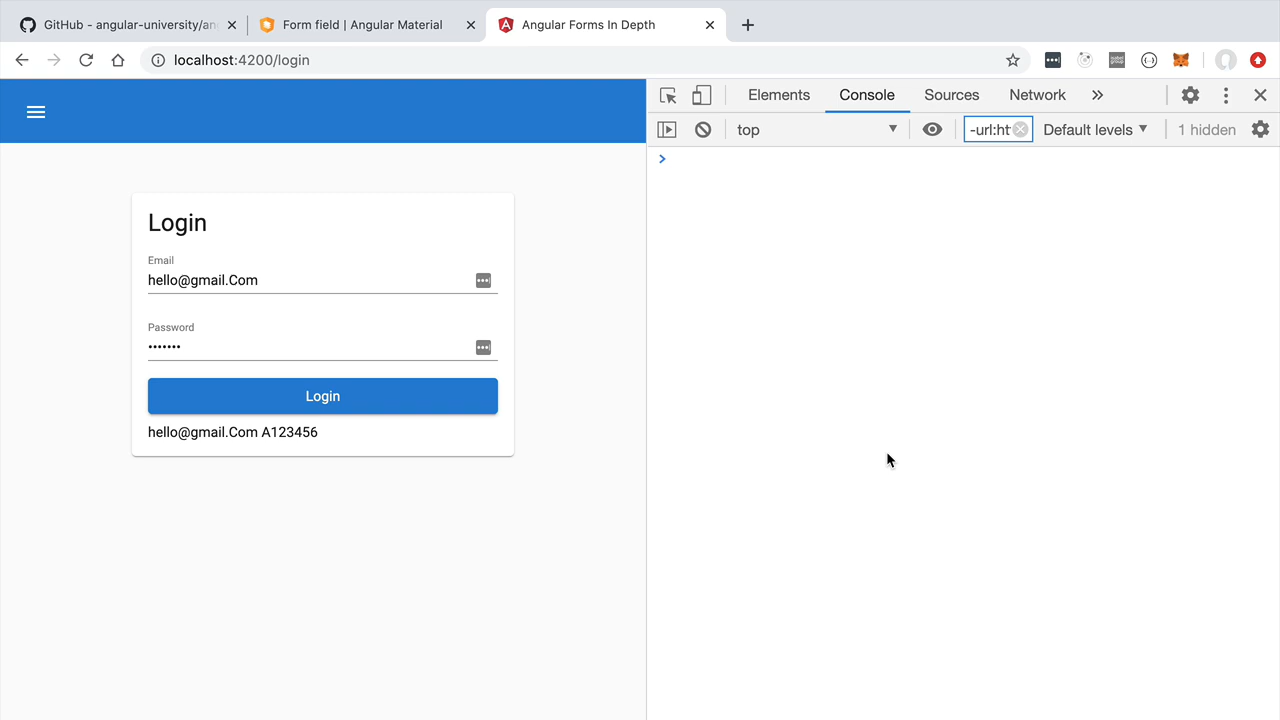 GitHub - angular-university/an
Form field | Angular Material
Angular Forms In Depth
localhost:4200/login
Elements
Console
Sources
Network
top
-url:ht
Default levels
1 hidden
Login
Email
hello@gmail.Com
Password
•••••••
Login
hello@gmail.Com A123456